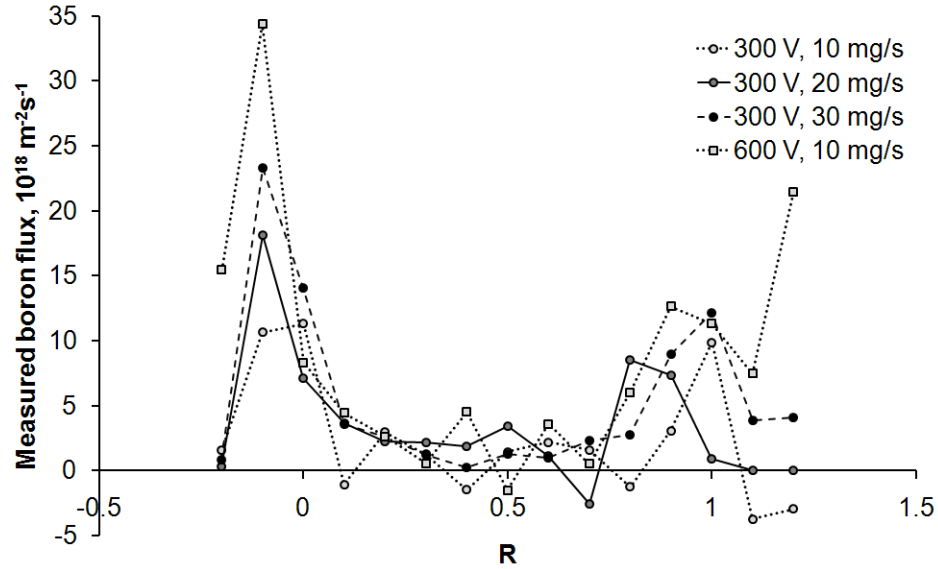 35
30
25
20
15
10
5
0
-5
Measured boron flux, 10¹⁸ m⁻²s⁻¹
300 V, 10 mg/s
300 V, 20 mg/s
300 V, 30 mg/s
600 V, 10 mg/s
-0.5 0 0.5 1 1.5
R